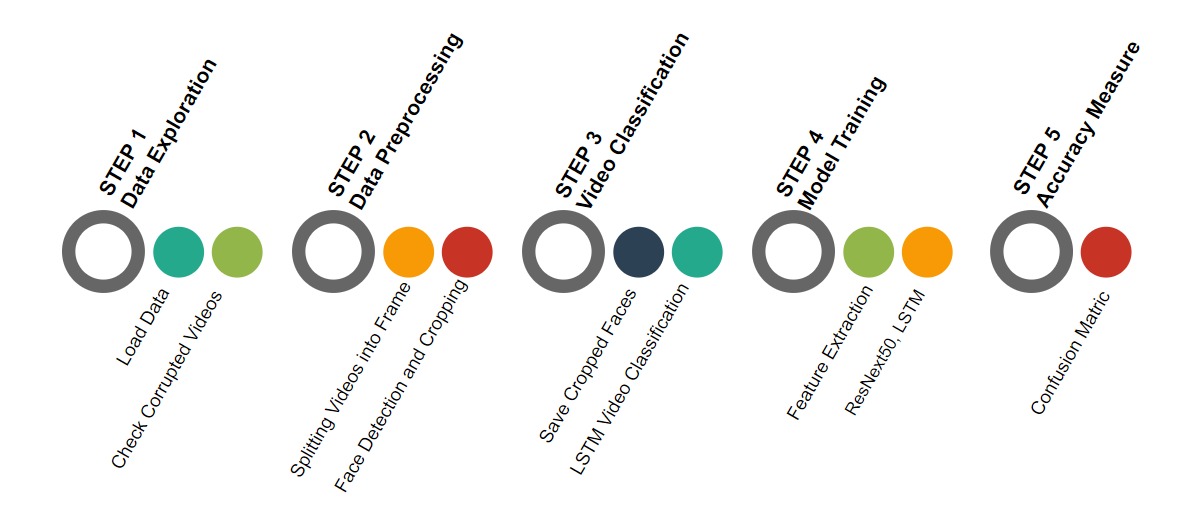 STEP 1
Data Exploration
Load Data
Check Corrupted Videos
STEP 2
Data Preprocessing
Splitting Videos into Frame
Face Detection and Cropping
STEP 3
Video Classification
Save Cropped Faces
LSTM Video Classification
STEP 4
Model Training
Feature Extraction
ResNext50, LSTM
STEP 5
Accuracy Measure
Confusion Matric